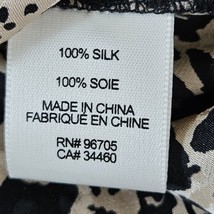 100% SILK
100% SOIE
MADE IN CHINA
FABRIQUÉ EN CHINE
RN# 96705
CA# 34460